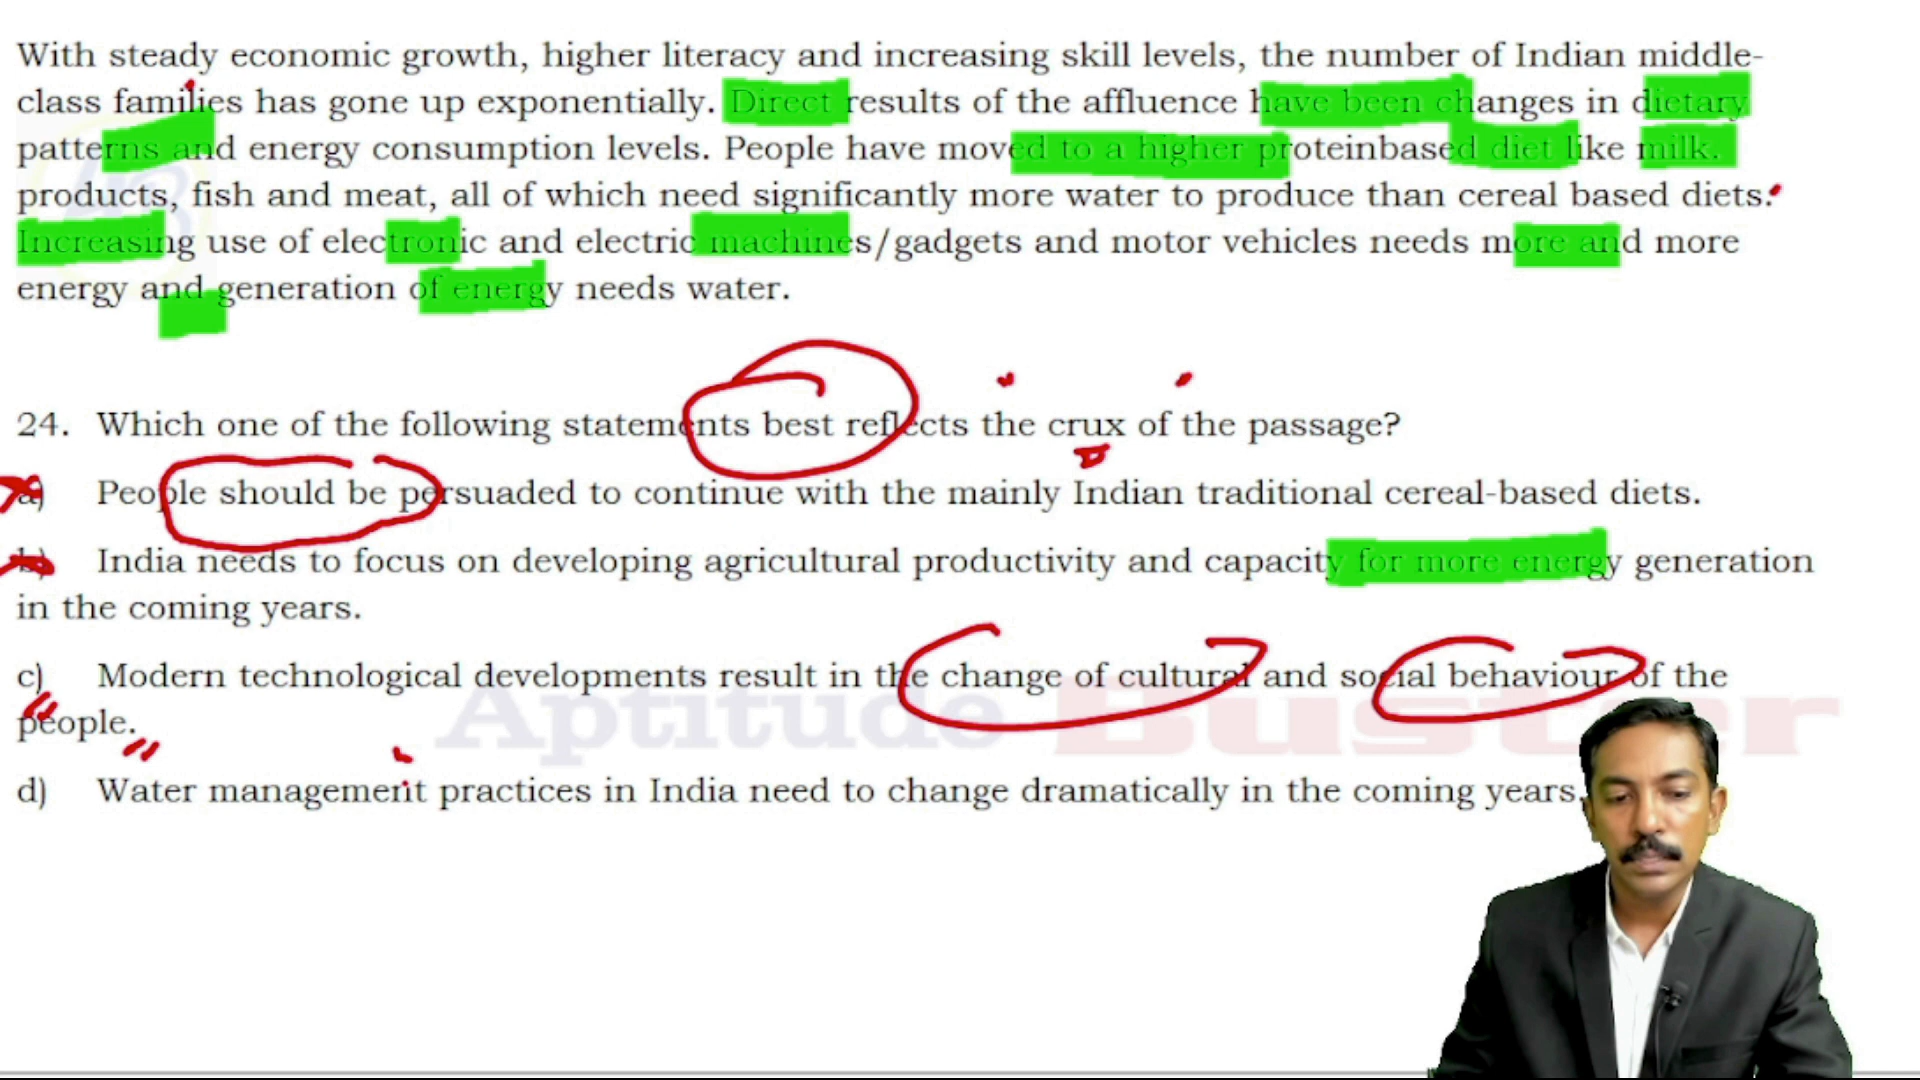 With steady economic growth, higher literacy and increasing skill levels, the number of Indian middle-
class families has gone up exponentially. Direct results of the affluence have been changes in dietary
patterns and energy consumption levels. People have moved to a higher proteinbased diet like milk.
products, fish and meat, all of which need significantly more water to produce than cereal based diets.
Increasing use of electronic and electric machines/gadgets and motor vehicles needs more and more
energy and generation of energy needs water.
24. Which one of the following statements best reflects the crux of the passage?
a) People should be persuaded to continue with the mainly Indian traditional cereal-based diets.
b) India needs to focus on developing agricultural productivity and capacity for more energy generation
in the coming years.
c) Modern technological developments result in the change of cultural and social behaviour of the
people.
Aptitude Buster
d) Water management practices in India need to change dramatically in the coming years.